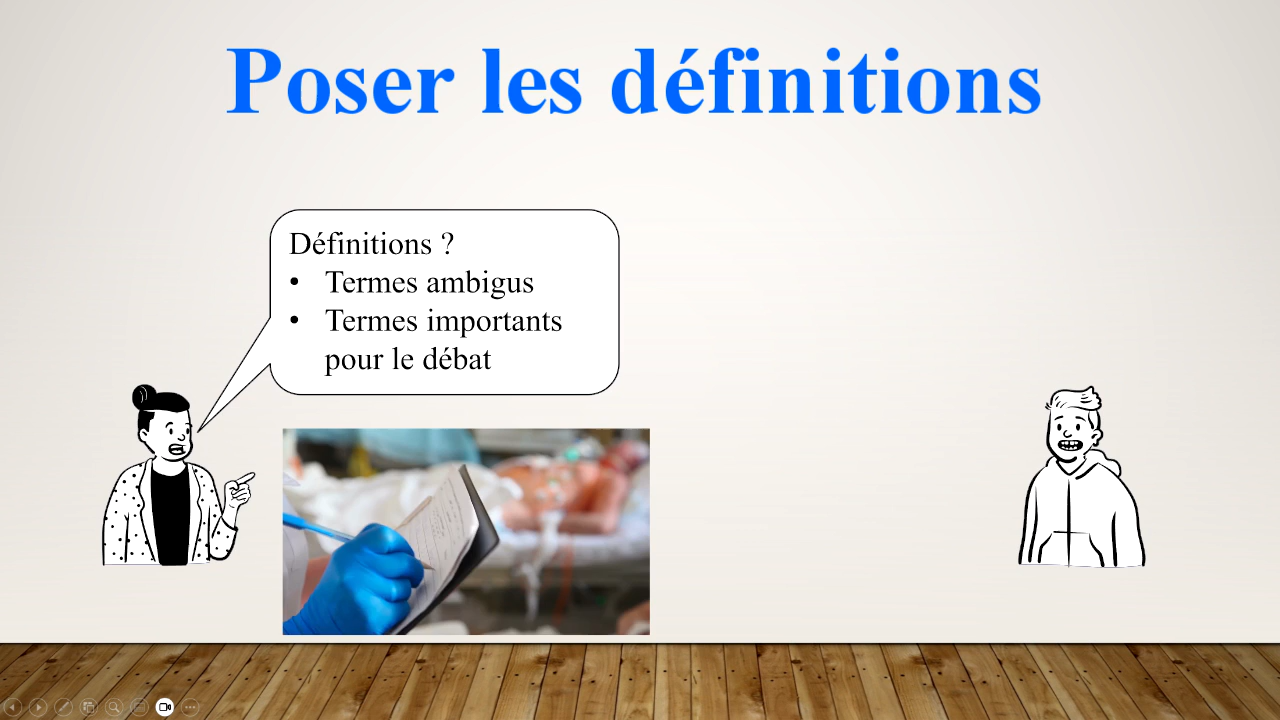 Poser les définitions
Définitions ?
• Termes ambigus
• Termes importants
pour le débat